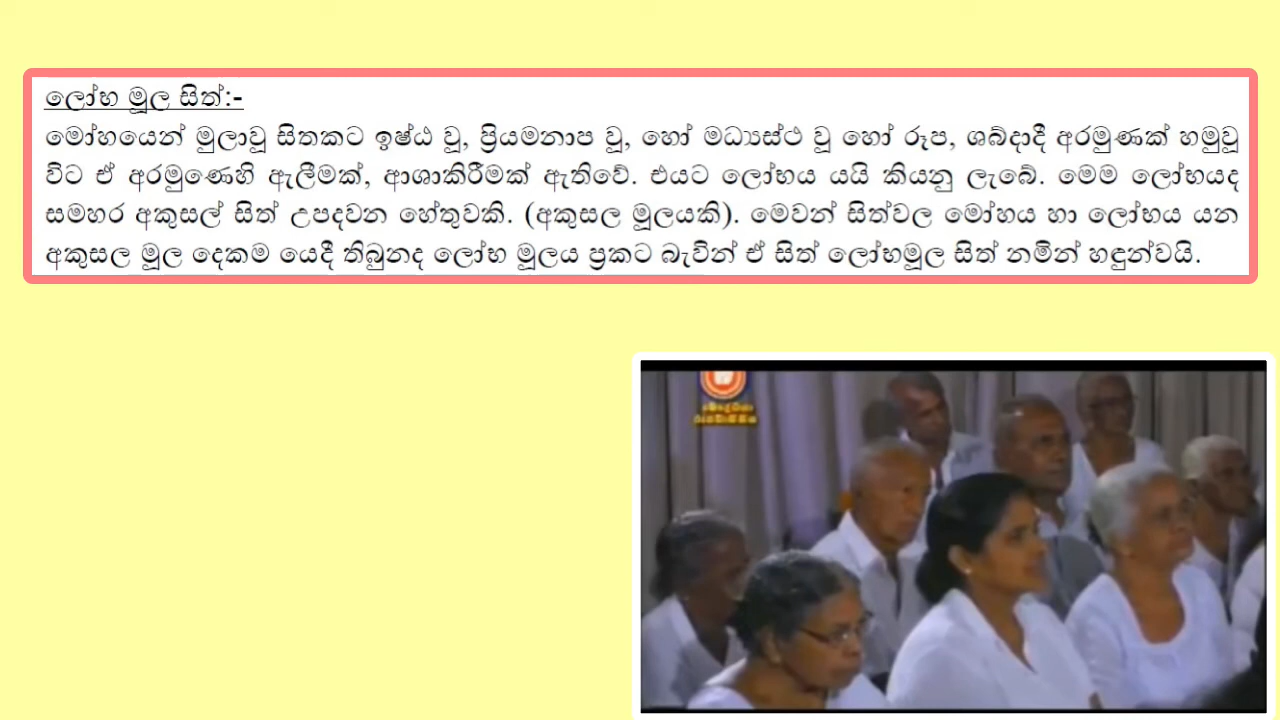 ලෝභ මූල සිත්:-
මෝහයෙන් මුලාවූ සිතකට ඉෂ්ඨ වූ, ප්‍රියමනාප වූ, හෝ මධ්‍යස්ථ වූ හෝ රූප, ශබ්දාදී අරමුණක් හමුවූ
විට ඒ අරමුණෙහි ඇලීමක්, ආශාකිරීමක් ඇතිවේ. එයට ලෝභය යයි කියනු ලැබේ. මෙම ලෝභයද
සමහර අකුසල් සිත් උපදවන හේතුවකි. (අකුසල මූලයකි). මෙවන් සිත්වල මෝහය හා ලෝභය යන
අකුසල මූල දෙකම යෙදී තිබුනද ලෝභ මූලය ප්‍රකට බැවින් ඒ සිත් ලෝභමූල සිත් නමින් හඳුන්වයි.